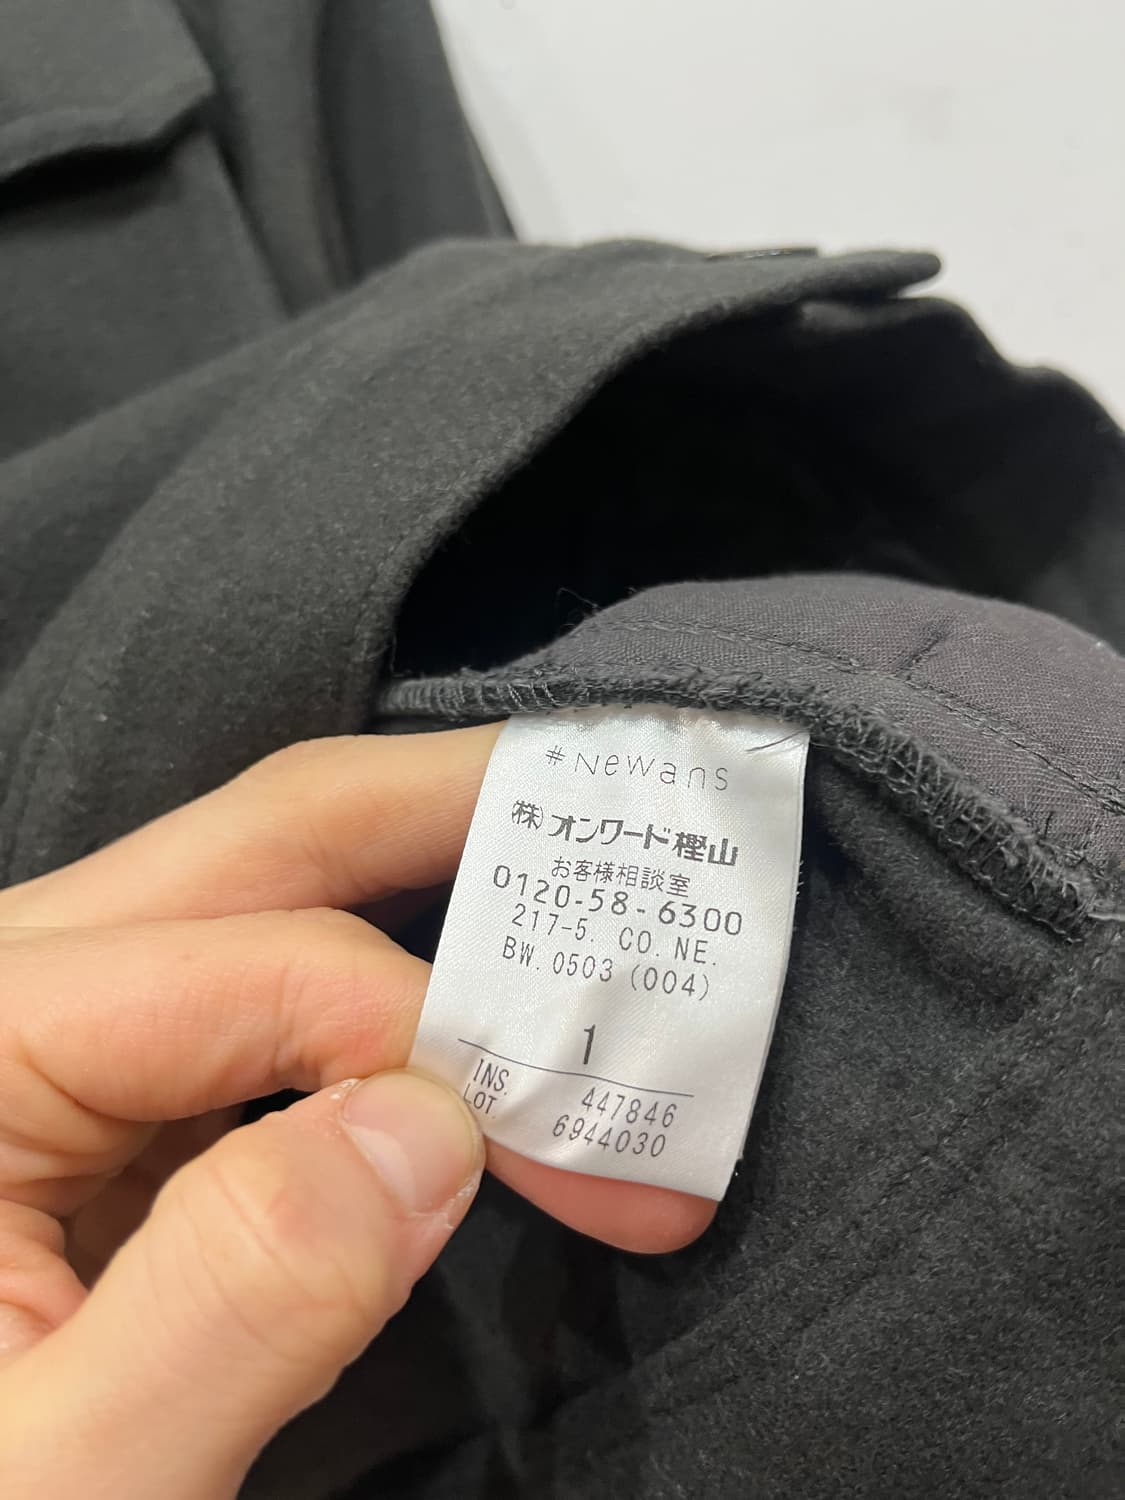 #Newans
㈱オンワード樫山
お客様相談室
0120-58-6300
217-5. CO. NE.
BW. 0503 (004)
1
INS. 447846
LOT. 6944030